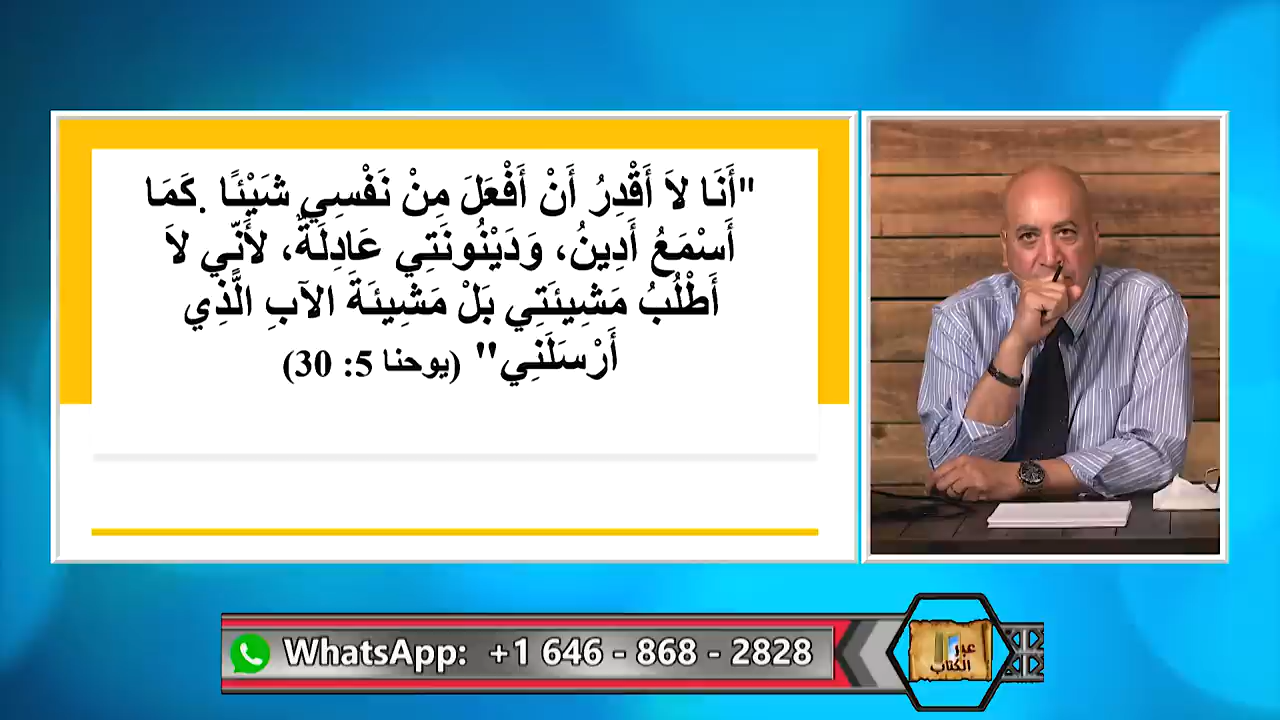 "أَنَا لاَ أَقْدِرُ أَنْ أَفْعَلَ مِنْ نَفْسِي شَيْئًا .كَمَا
أَسْمَعُ أَدِينُ، وَدَيْنُونَتِي عَادِلَةٌ، لأَنّي لاَ
أَطْلُبُ مَشِيئَتِي بَلْ مَشِيئَةَ الآبِ الَّذِي
أَرْسَلَنِي" (يوحنا 5: 30)
WhatsApp: +1 646 - 868 - 2828
عبر
الكتاب